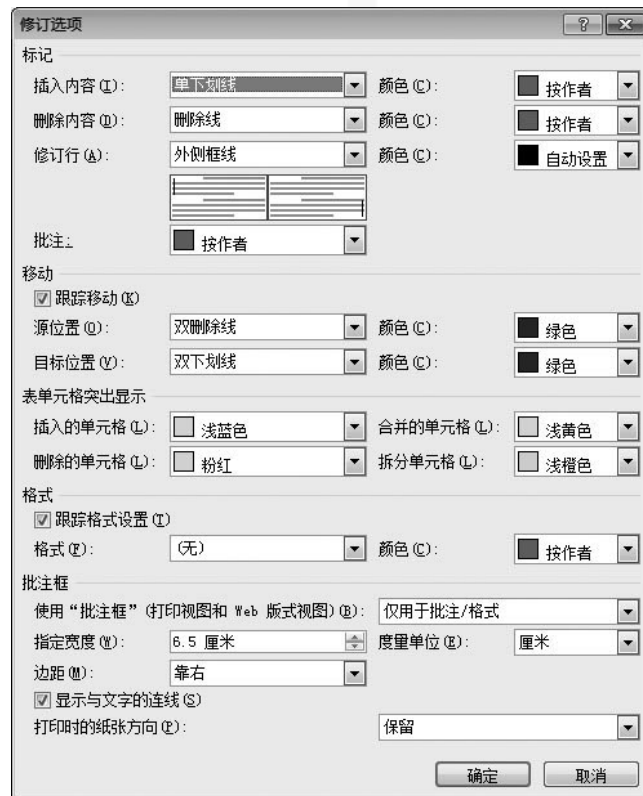 修订选项
标记
插入内容(I): 单下划线 颜色(C): 按作者
删除内容(D): 删除线 颜色(C): 按作者
修订行(A): 外侧框线 颜色(C): 自动设置
批注: 按作者
移动
跟踪移动(K)
源位置(O): 双删除线 颜色(C): 绿色
目标位置(V): 双下划线 颜色(C): 绿色
表单元格突出显示
插入的单元格(L): 浅蓝色 合并的单元格(L): 浅黄色
删除的单元格(L): 粉红 拆分单元格(L): 浅橙色
格式
跟踪格式设置(T)
格式(F): (无) 颜色(C): 按作者
批注框
使用“批注框”(打印视图和 Web 版式视图)(B): 仅用于批注/格式
指定宽度(W): 6.5 厘米 度量单位(E): 厘米
边距(M): 靠右
显示与文字的连线(S)
打印时的纸张方向(P): 保留
确定 取消